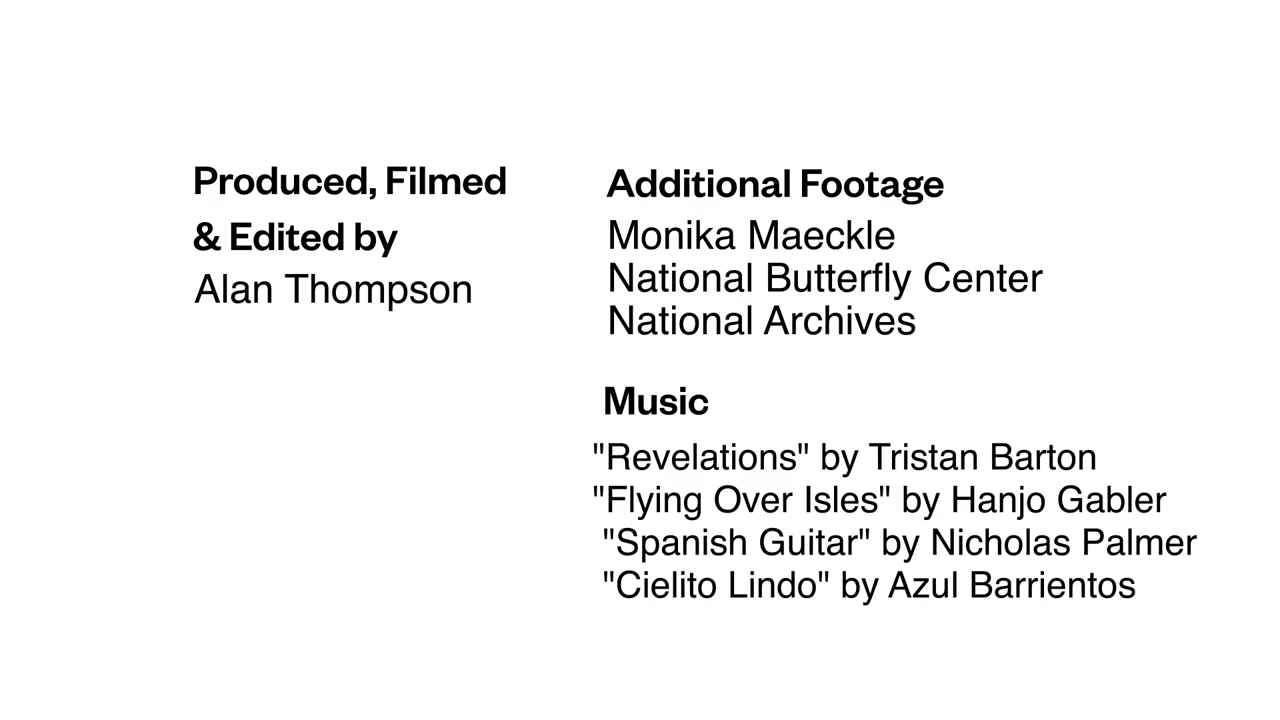 Produced, Filmed
& Edited by
Alan Thompson
Additional Footage
Monika Maeckle
National Butterfly Center
National Archives
Music
"Revelations" by Tristan Barton
"Flying Over Isles" by Hanjo Gabler
"Spanish Guitar" by Nicholas Palmer
"Cielito Lindo" by Azul Barrientos